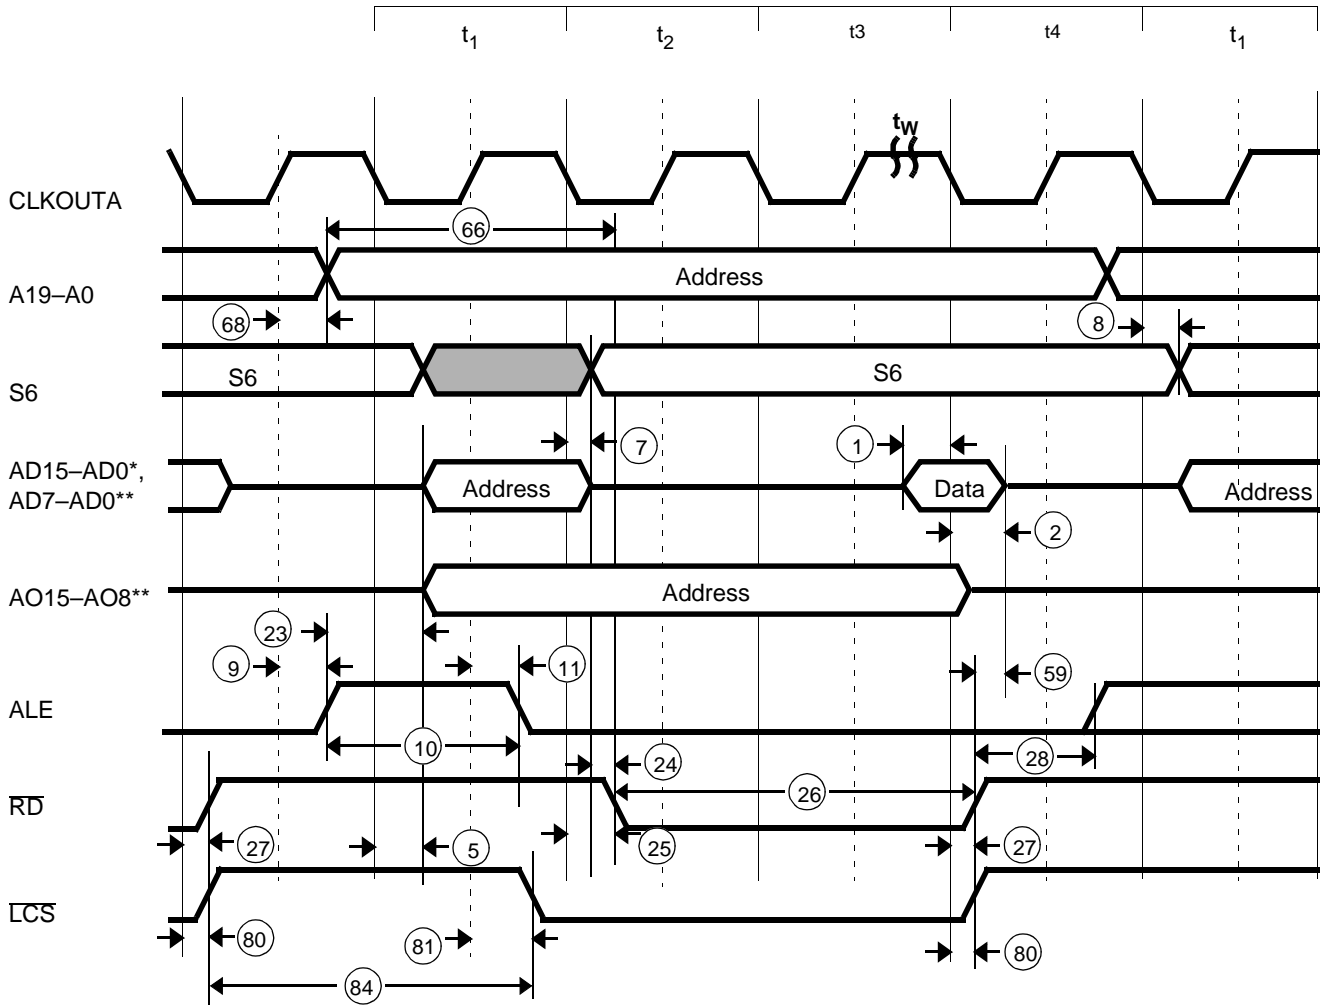 t1 t2 t3 t4 t1
tW
CLKOUTA
66
Address
A19–A0
68 8
S6 S6
S6
7 1
AD15–AD0*,
AD7–AD0**
Address Data Address
2
AO15–AO8**
Address
23
9 11 59
ALE
10 28
24
RD
26
27 5 25 27
LCS
80 81 80
84